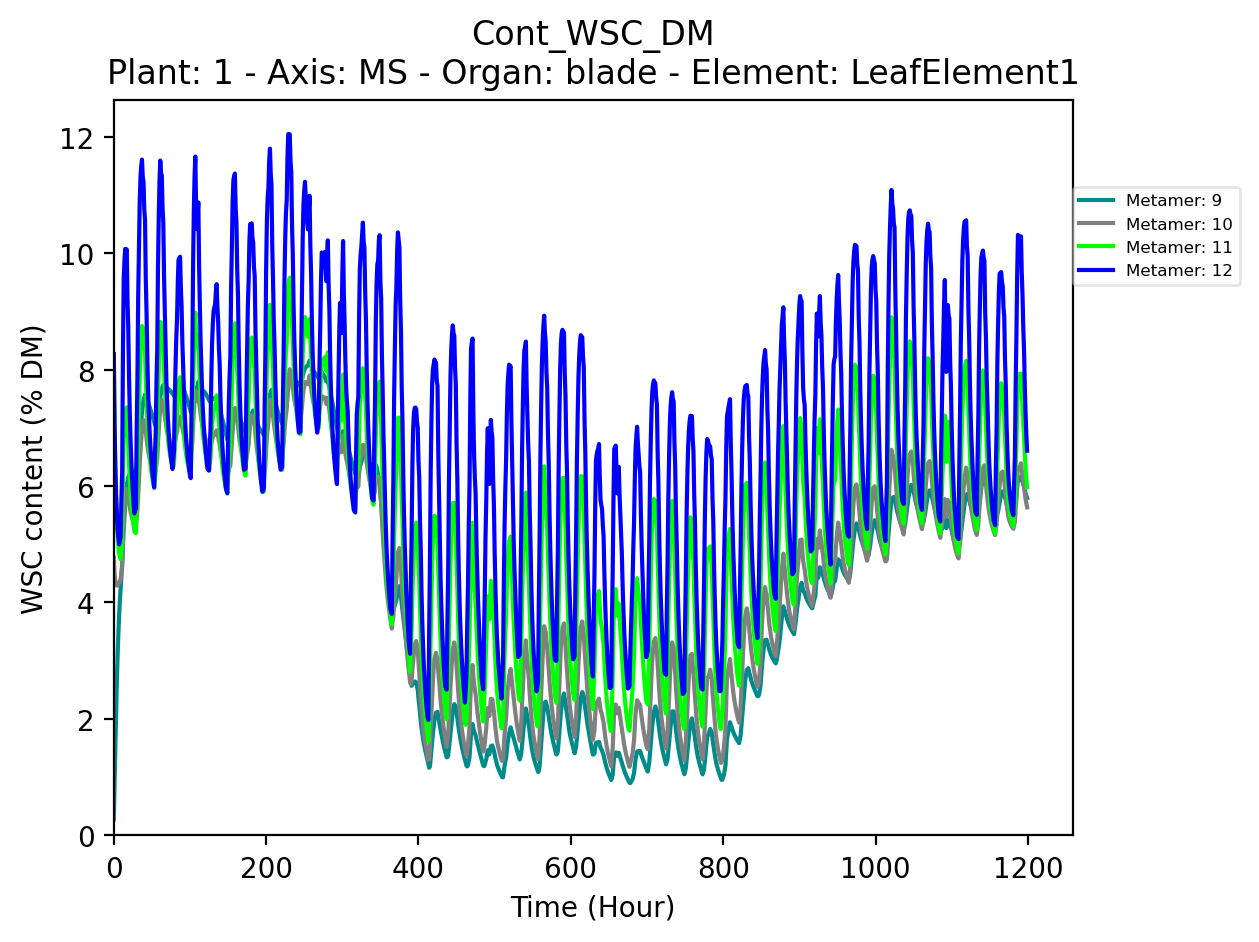 Cont_WSC_DM
Plant: 1 - Axis: MS - Organ: blade - Element: LeafElement1
12
10
8
6
4
2
0
WSC content (% DM)
0 200 400 600 800 1000 1200
Time (Hour)
Metamer: 9
Metamer: 10
Metamer: 11
Metamer: 12